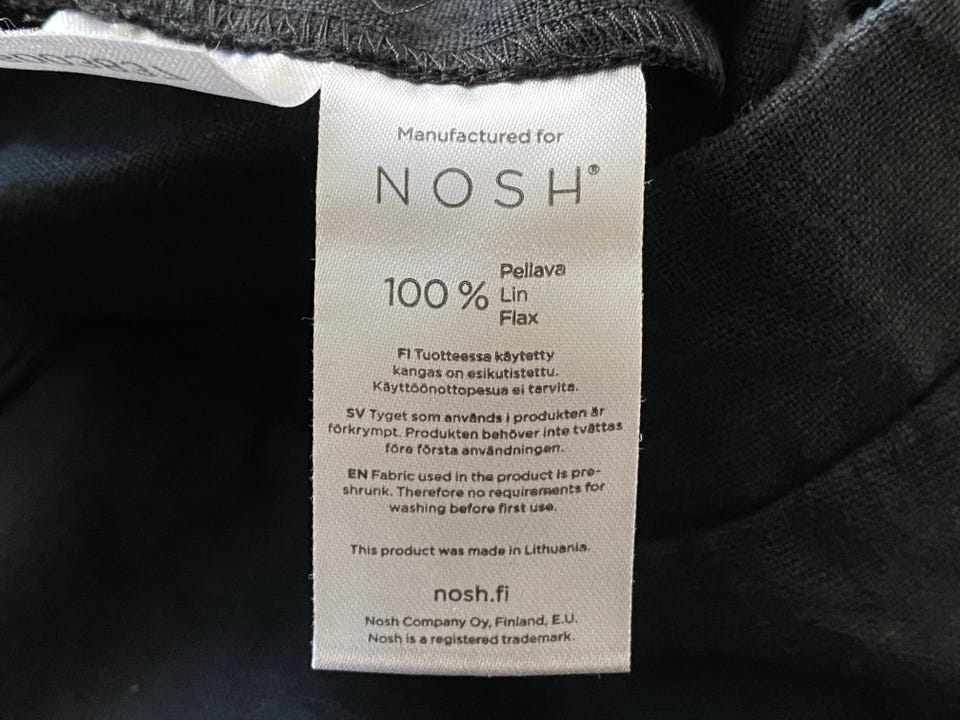 Manufactured for
NOSH®
100 % Pellava
Lin
Flax
FI Tuotteessa käytetty
kangas on esikutistettu.
Käyttöönottopesua ei tarvita.
SV Tyget som används i produkten är
förkrympt. Produkten behöver inte tvättas
före första användningen.
EN Fabric used in the product is pre-
shrunk. Therefore no requirements for
washing before first use.
This product was made in Lithuania.
nosh.fi
Nosh Company Oy, Finland, E.U.
Nosh is a registered trademark.